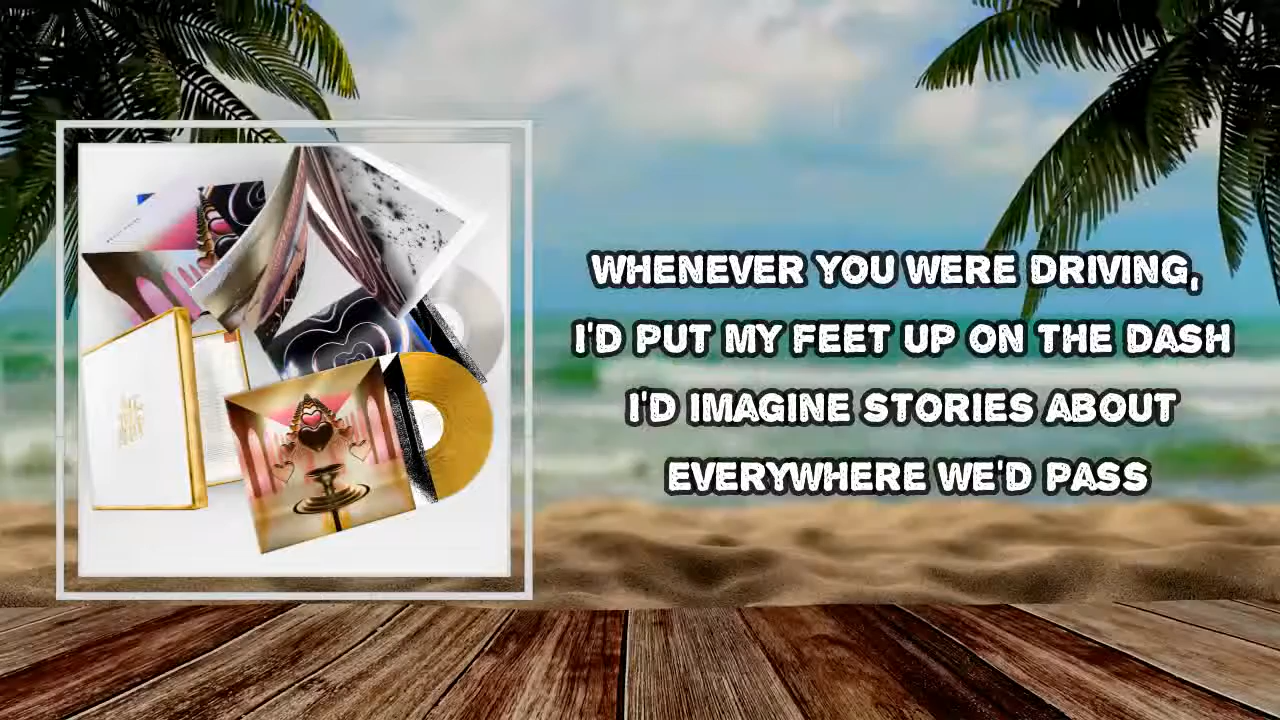 WHENEVER YOU WERE DRIVING,
I'D PUT MY FEET UP ON THE DASH
I'D IMAGINE STORIES ABOUT
EVERYWHERE WE'D PASS